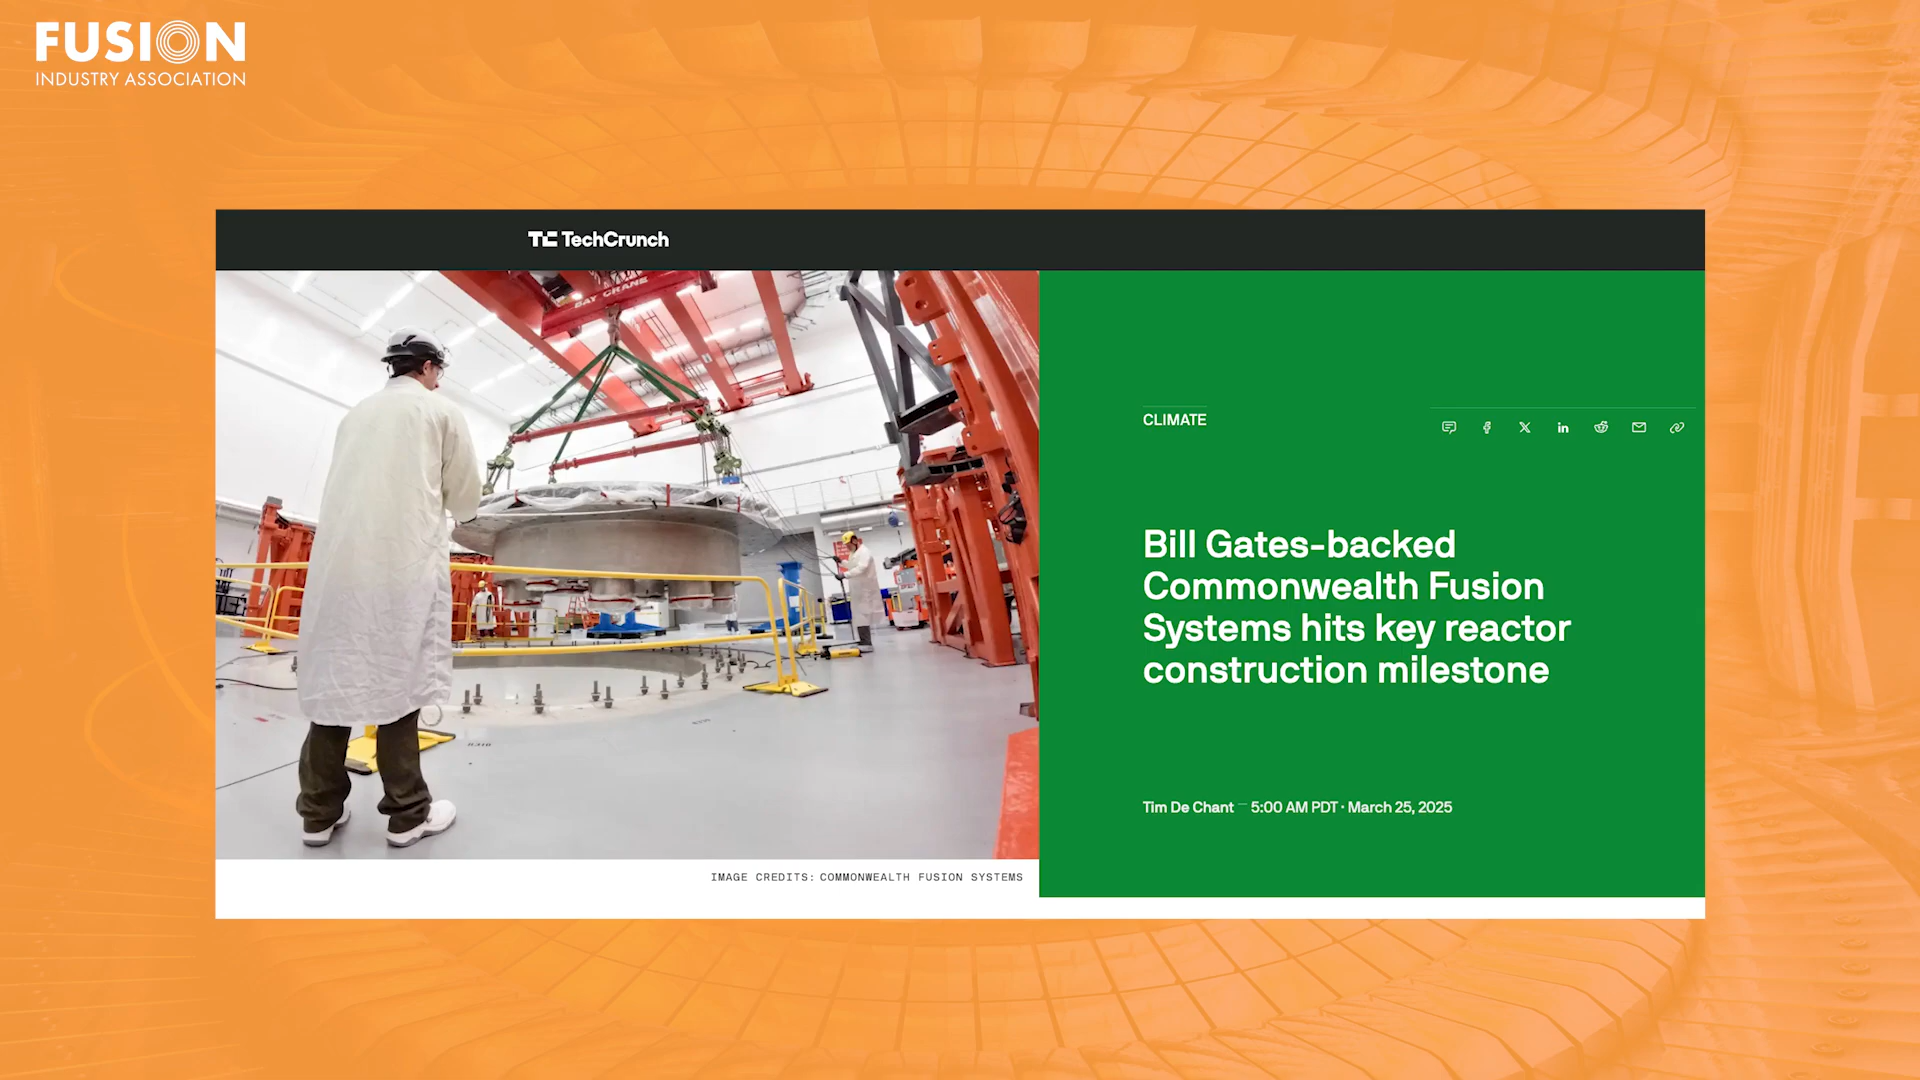 FUSION
INDUSTRY ASSOCIATION
TechCrunch
BAY CRANE
CLIMATE
Bill Gates-backed
Commonwealth Fusion
Systems hits key reactor
construction milestone
Tim De Chant — 5:00 AM PDT · March 25, 2025
IMAGE CREDITS: COMMONWEALTH FUSION SYSTEMS